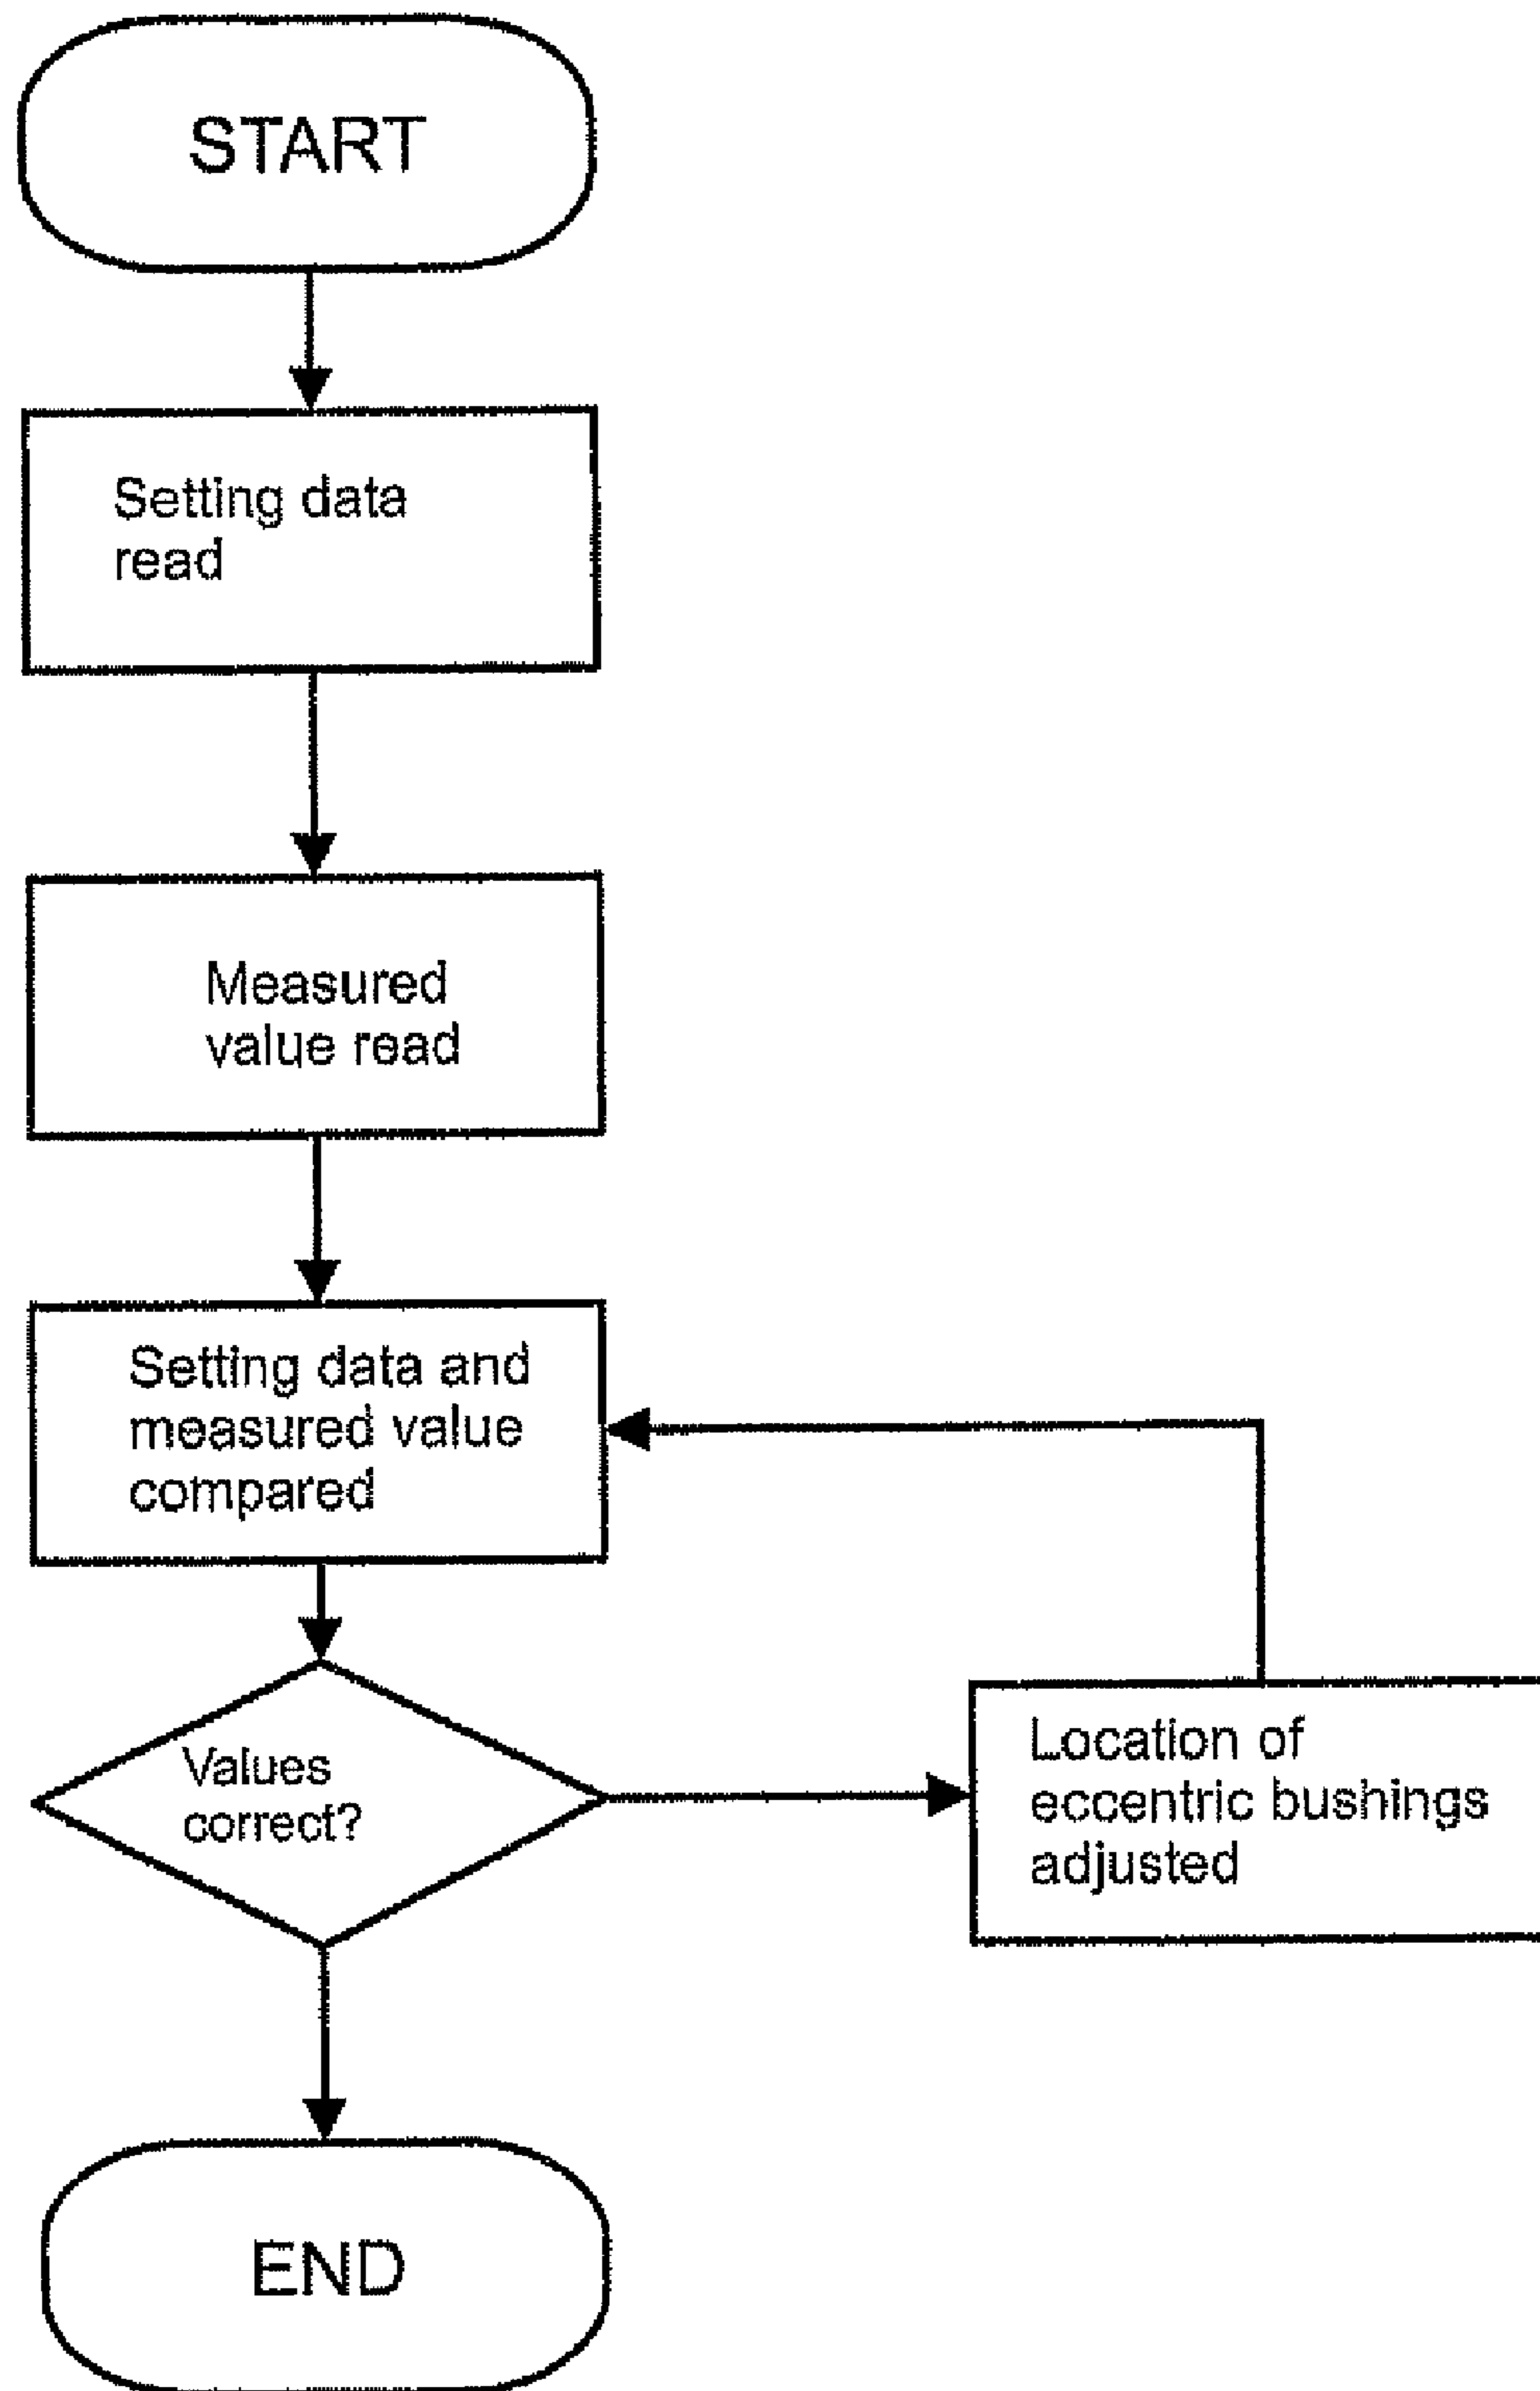 START
Setting data
read
Measured
value read
Setting data and
measured value
compared
Values
correct?
Location of
eccentric bushings
adjusted
END